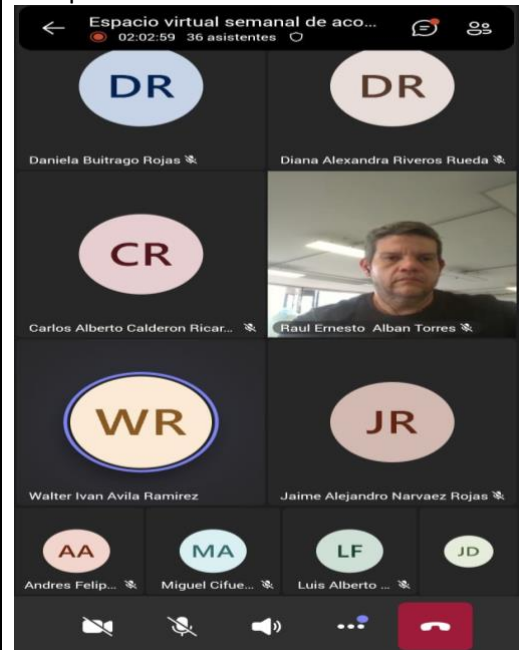 Espacio virtual semanal de aco...
02:02:59 36 asistentes
DR
DR
Daniela Buitrago Rojas
Diana Alexandra Riveros Rueda
CR
Carlos Alberto Calderon Ricar...
Raul Ernesto Alban Torres
WR
JR
Walter Ivan Avila Ramirez
Jaime Alejandro Narvaez Rojas
AA
MA
LF
JD
Andres Felip...
Miguel Cifue...
Luis Alberto ...